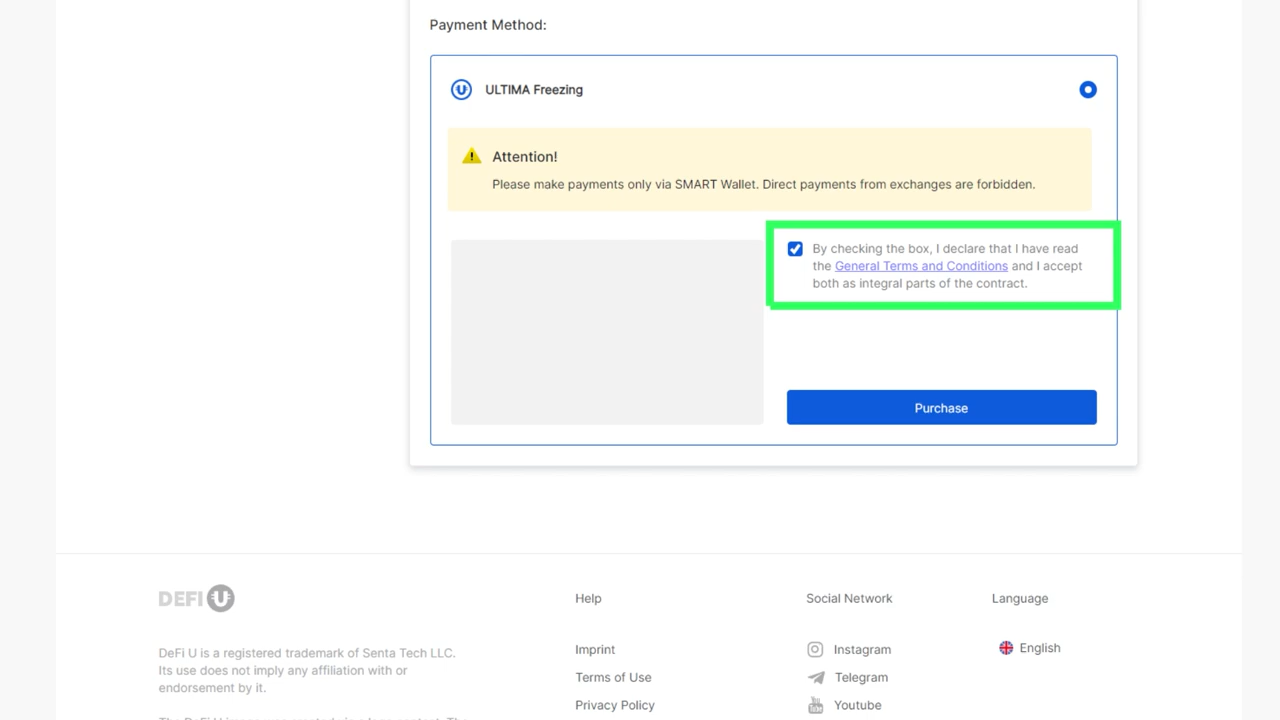 Payment Method:
ULTIMA Freezing
Attention!
Please make payments only via SMART Wallet. Direct payments from exchanges are forbidden.
By checking the box, I declare that I have read
the General Terms and Conditions and I accept
both as integral parts of the contract.
Purchase
DEFI U
DeFi U is a registered trademark of Senta Tech LLC.
Its use does not imply any affiliation with or
endorsement by it.
Help
Imprint
Terms of Use
Privacy Policy
Social Network
Instagram
Telegram
Youtube
Language
English